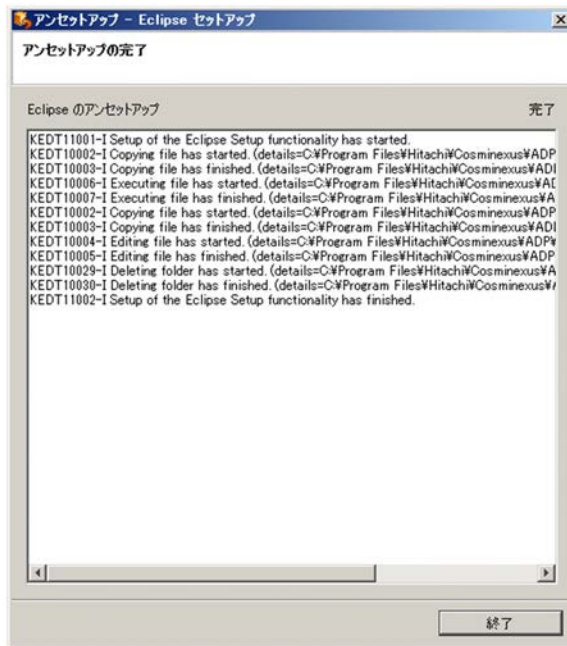 アンセットアップ - Eclipse セットアップ
アンセットアップの完了
Eclipse のアンセットアップ 完了
KEDT11001-I Setup of the Eclipse Setup functionality has started.
KEDT10002-I Copying file has started. (details=C:¥Program Files¥Hitachi¥Cosminexus¥ADP
KEDT10003-I Copying file has finished. (details=C:¥Program Files¥Hitachi¥Cosminexus¥AD
KEDT10006-I Executing file has started. (details=C:¥Program Files¥Hitachi¥Cosminexus¥AD
KEDT10007-I Executing file has finished. (details=C:¥Program Files¥Hitachi¥Cosminexus¥A
KEDT10002-I Copying file has started. (details=C:¥Program Files¥Hitachi¥Cosminexus¥ADP
KEDT10003-I Copying file has finished. (details=C:¥Program Files¥Hitachi¥Cosminexus¥AD
KEDT10004-I Editing file has started. (details=C:¥Program Files¥Hitachi¥Cosminexus¥ADP¥
KEDT10005-I Editing file has finished. (details=C:¥Program Files¥Hitachi¥Cosminexus¥ADP
KEDT10029-I Deleting folder has started. (details=C:¥Program Files¥Hitachi¥Cosminexus¥A
KEDT10030-I Deleting folder has finished. (details=C:¥Program Files¥Hitachi¥Cosminexus¥
KEDT11002-I Setup of the Eclipse Setup functionality has finished.
終了